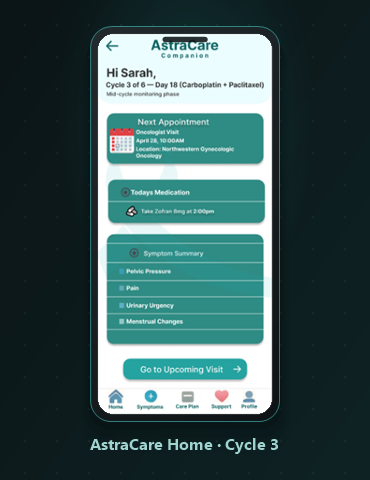 AstraCare
Companion
Hi Sarah,
Cycle 3 of 6 — Day 18 (Carboplatin + Paclitaxel)
Mid-cycle monitoring phase
Next Appointment
Oncologist Visit
April 28, 10:00AM
Location: Northwestern Gynecologic
Oncology
Todays Medication
Take Zofran 8mg at 2:00pm
Symptom Summary
Pelvic Pressure
Pain
Urinary Urgency
Menstrual Changes
Go to Upcoming Visit →
Home Symptoms Care Plan Support Profile
AstraCare Home · Cycle 3